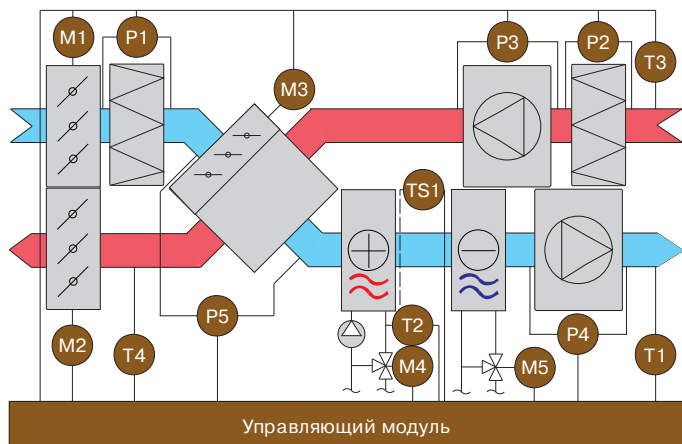 M1
P1
P3
P2
T3
M3
TS1
M2
T4
P5
T2
M4
M5
P4
T1
Управляющий модуль